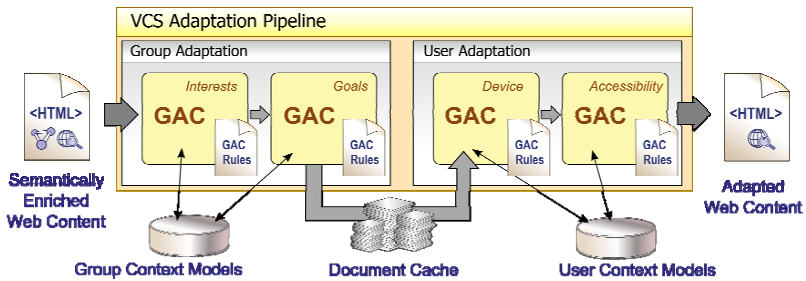 VCS Adaptation Pipeline
Group Adaptation
User Adaptation
Interests
GAC
GAC
Rules
Goals
GAC
GAC
Rules
Device
GAC
GAC
Rules
Accessibility
GAC
GAC
Rules
<HTML>
Semantically
Enriched
Web Content
<HTML>
Adapted
Web Content
Group Context Models
Document Cache
User Context Models